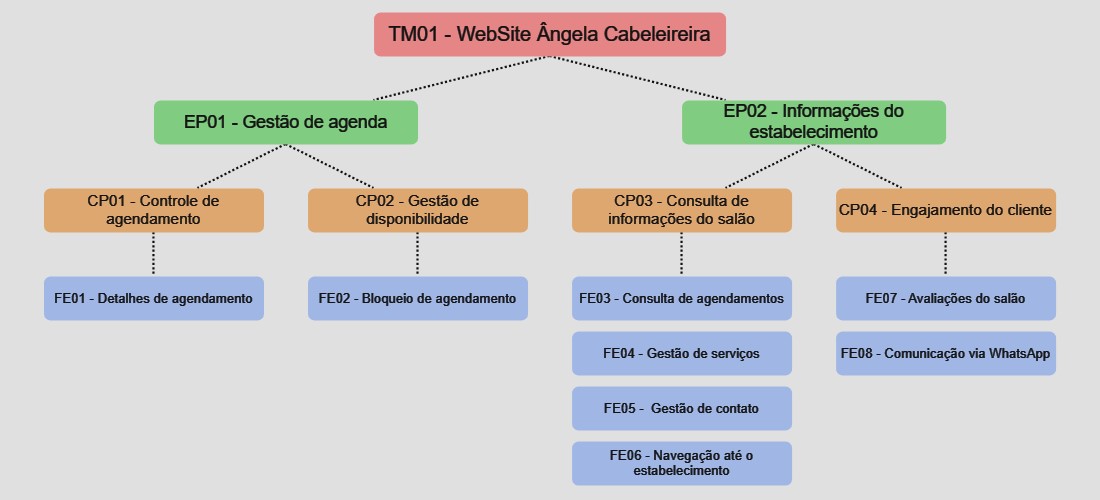 TM01 - WebSite Ângela Cabeleireira
EP01 - Gestão de agenda
EP02 - Informações do
estabelecimento
CP01 - Controle de
agendamento
CP02 - Gestão de
disponibilidade
CP03 - Consulta de
informações do salão
CP04 - Engajamento do cliente
FE01 - Detalhes de agendamento
FE02 - Bloqueio de agendamento
FE03 - Consulta de agendamentos
FE07 - Avaliações do salão
FE04 - Gestão de serviços
FE08 - Comunicação via WhatsApp
FE05 -  Gestão de contato
FE06 - Navegação até o
estabelecimento